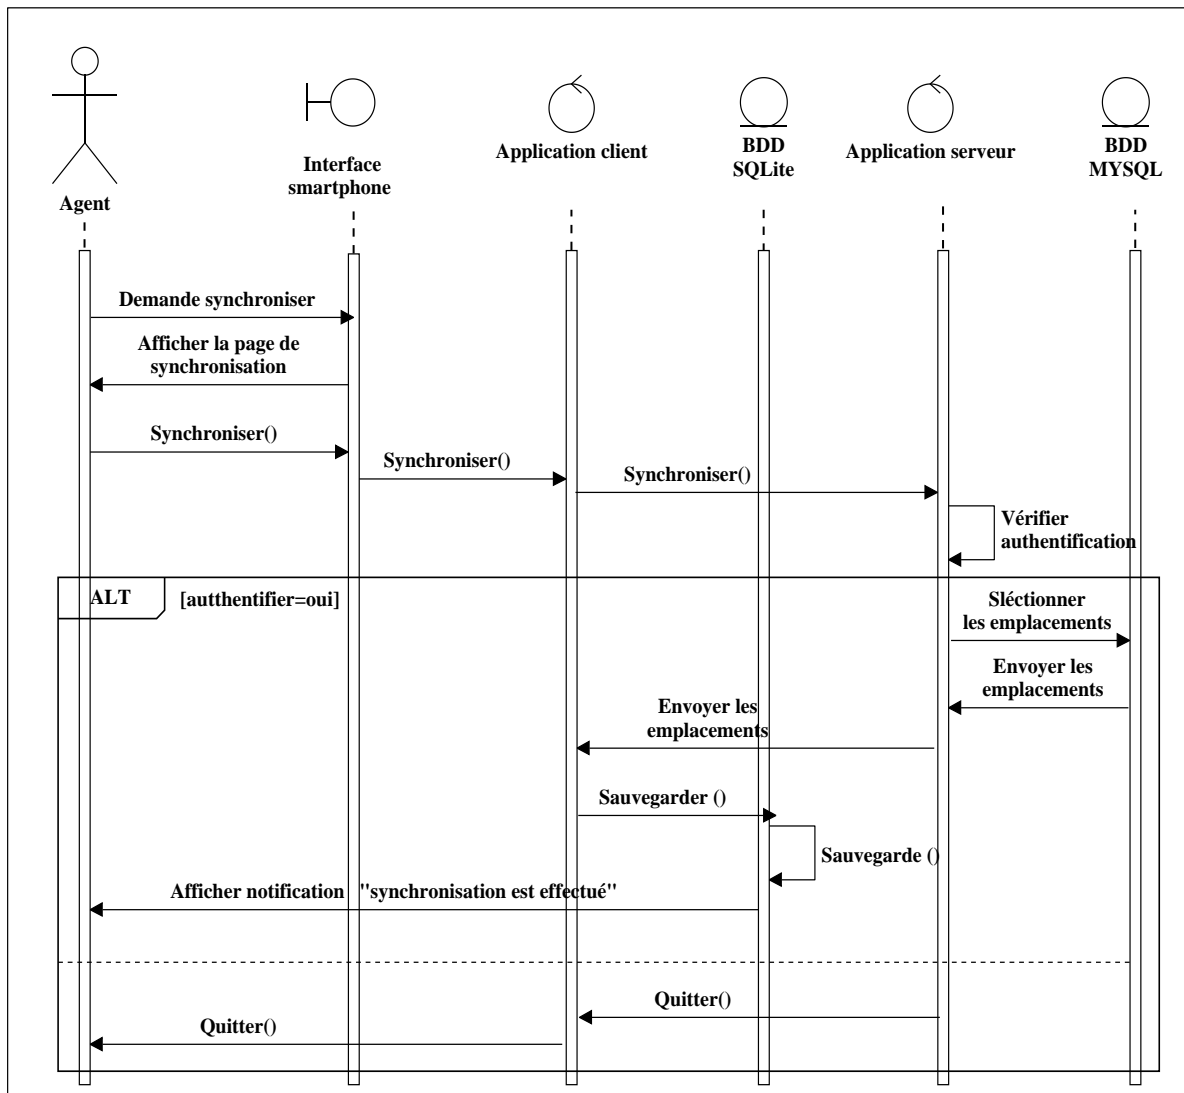 Agent
Interface
smartphone
Application client
BDD
SQLite
Application serveur
BDD
MYSQL
Demande synchroniser
Afficher la page de
synchronisation
Synchroniser()
Synchroniser()
Synchroniser()
Vérifier
authentification
ALT
[autthentifier=oui]
Sléctionner
les emplacements
Envoyer les
emplacements
Envoyer les
emplacements
Sauvegarder ()
Sauvegarde ()
Afficher notification "synchronisation est effectué"
Quitter()
Quitter()